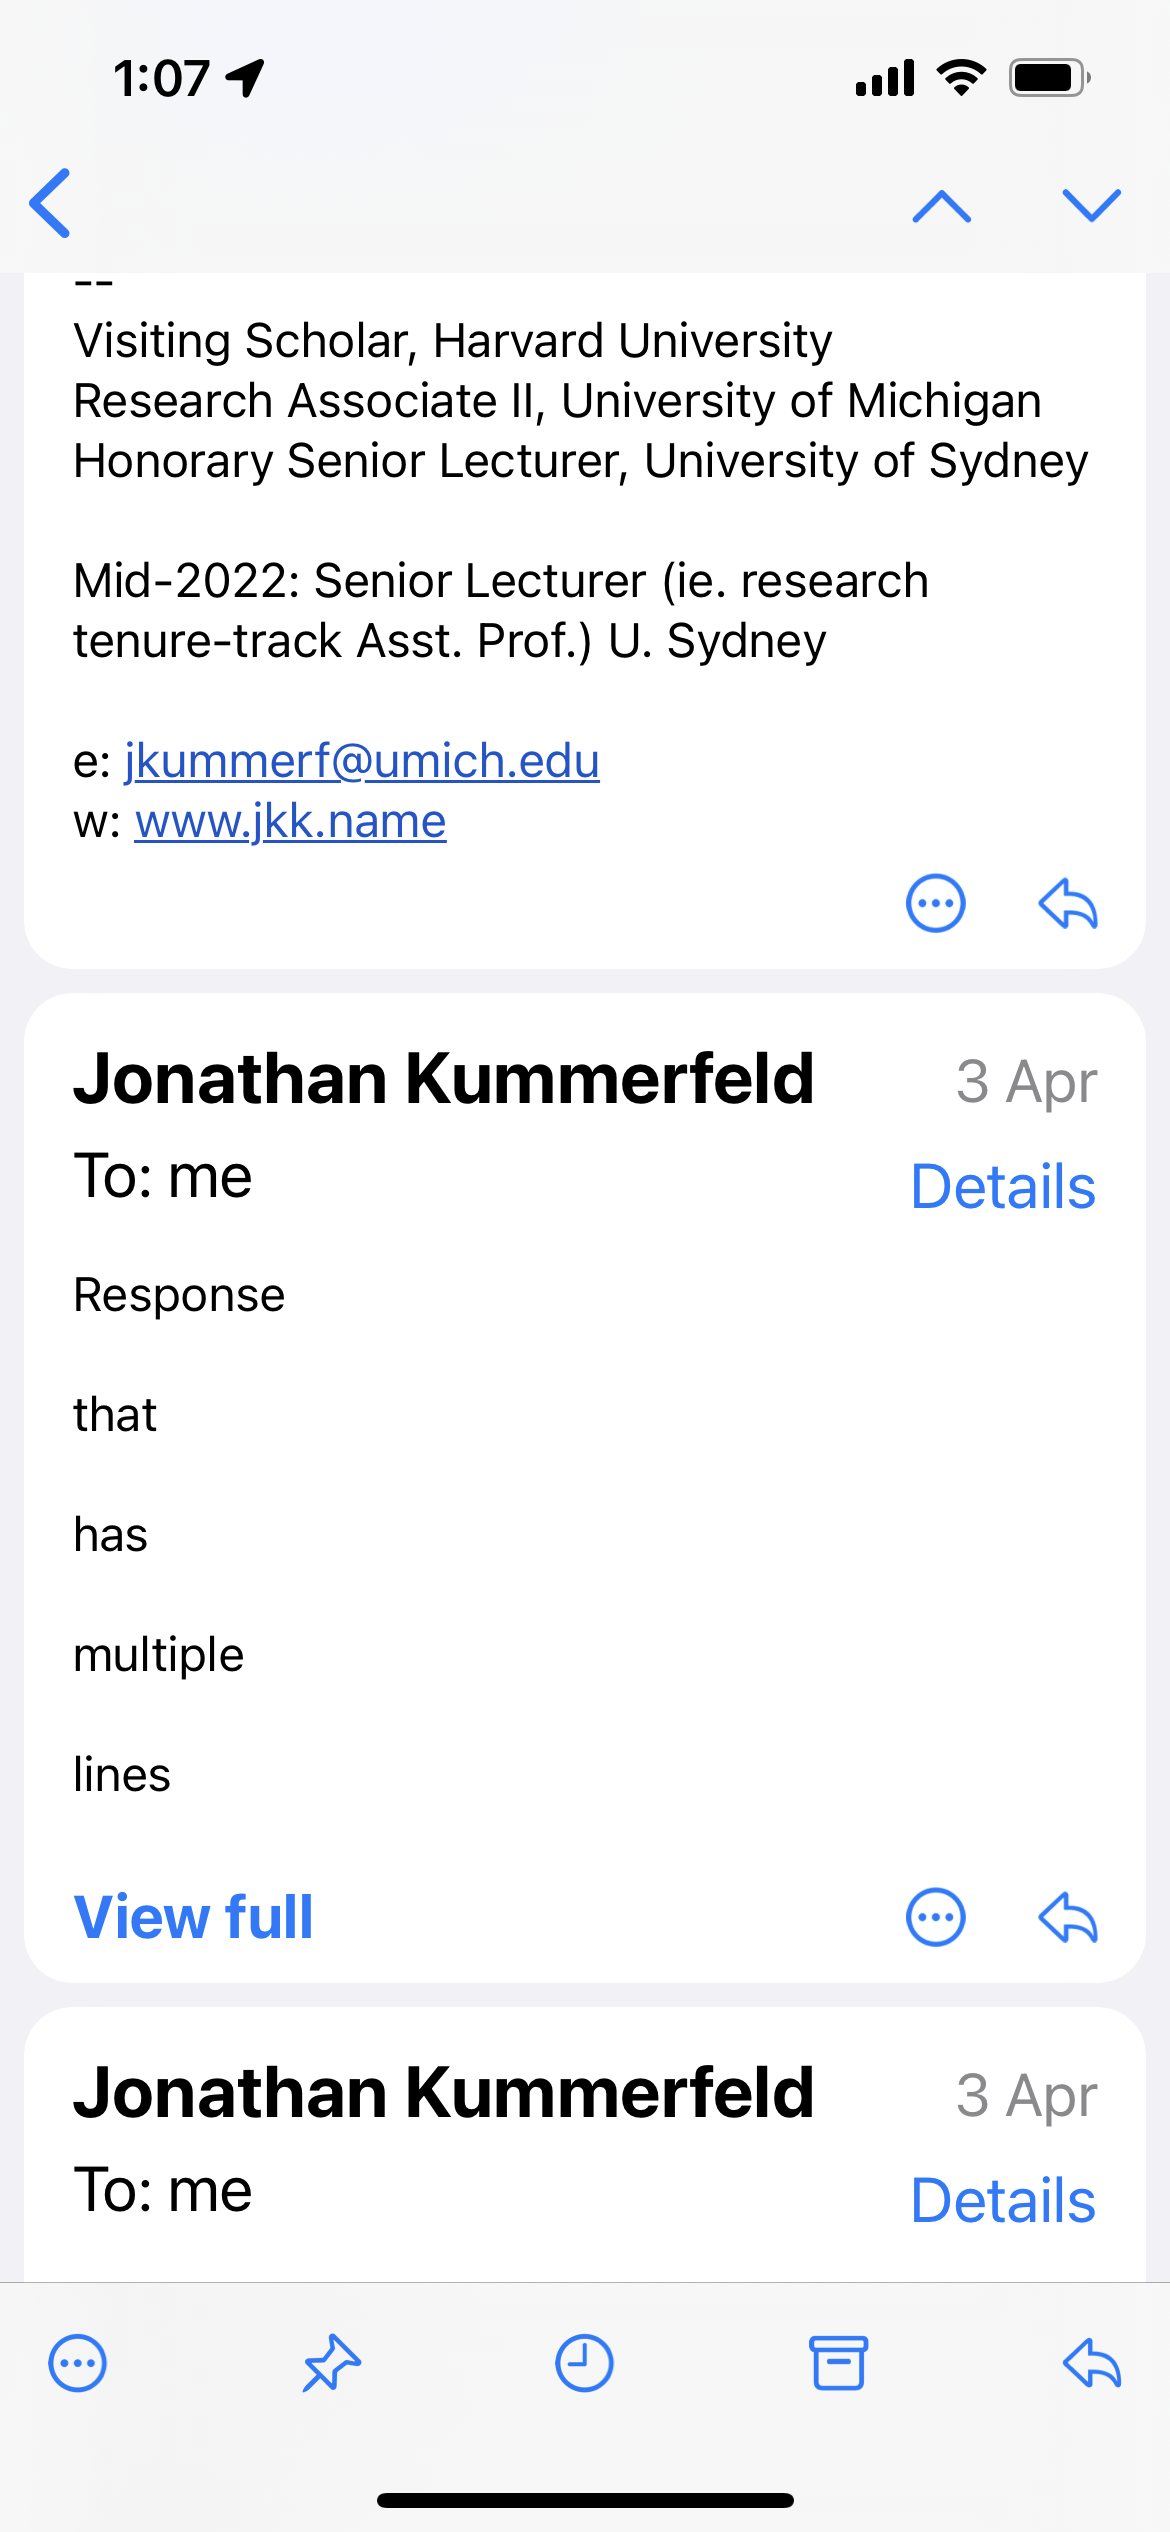 1:07
--
Visiting Scholar, Harvard University
Research Associate II, University of Michigan
Honorary Senior Lecturer, University of Sydney
Mid-2022: Senior Lecturer (ie. research
tenure-track Asst. Prof.) U. Sydney
e: jkummerf@umich.edu
w: www.jkk.name
Jonathan Kummerfeld 3 Apr
To: me Details
Response
that
has
multiple
lines
View full
Jonathan Kummerfeld 3 Apr
To: me Details